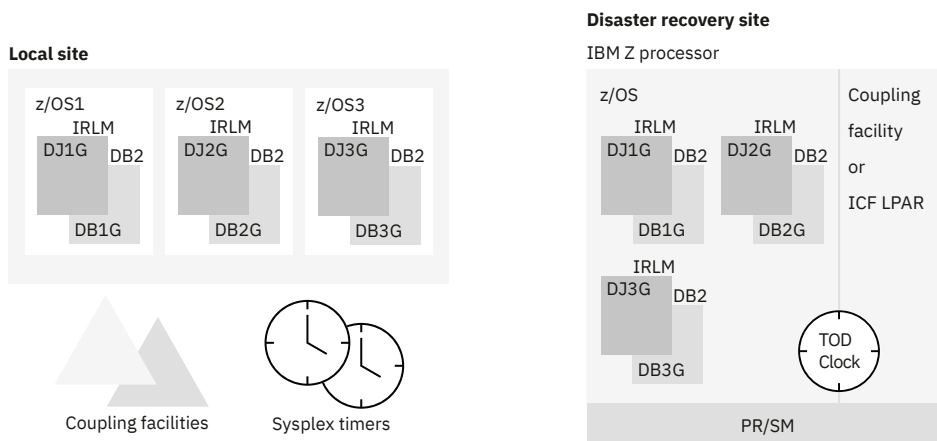 Local site
z/OS1
IRLM
DJ1G
DB2
DB1G
z/OS2
IRLM
DJ2G
DB2
DB2G
z/OS3
IRLM
DJ3G
DB2
DB3G
Coupling facilities
Sysplex timers
Disaster recovery site
IBM Z processor
z/OS
IRLM
DJ1G
DB2
DB1G
IRLM
DJ2G
DB2
DB2G
IRLM
DJ3G
DB2
DB3G
Coupling
facility
or
ICF LPAR
TOD
Clock
PR/SM